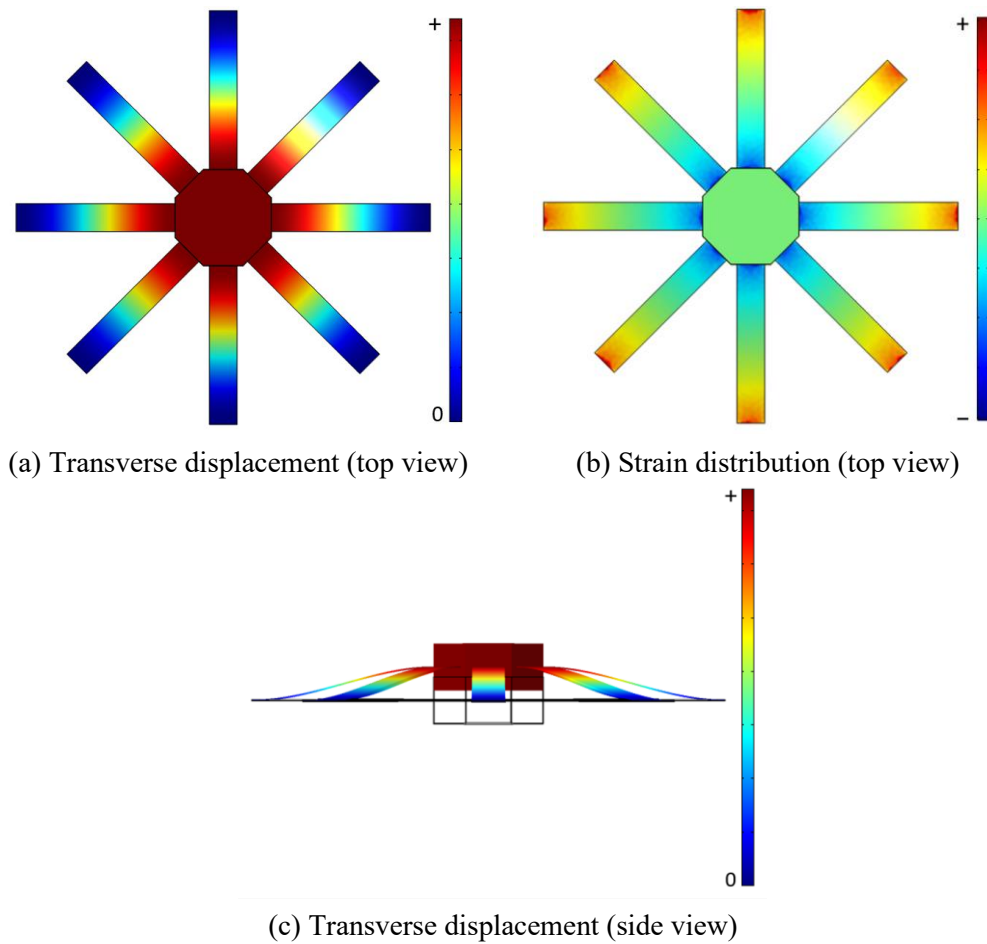 +
0
+
−
(a) Transverse displacement (top view)
(b) Strain distribution (top view)
+
0
(c) Transverse displacement (side view)